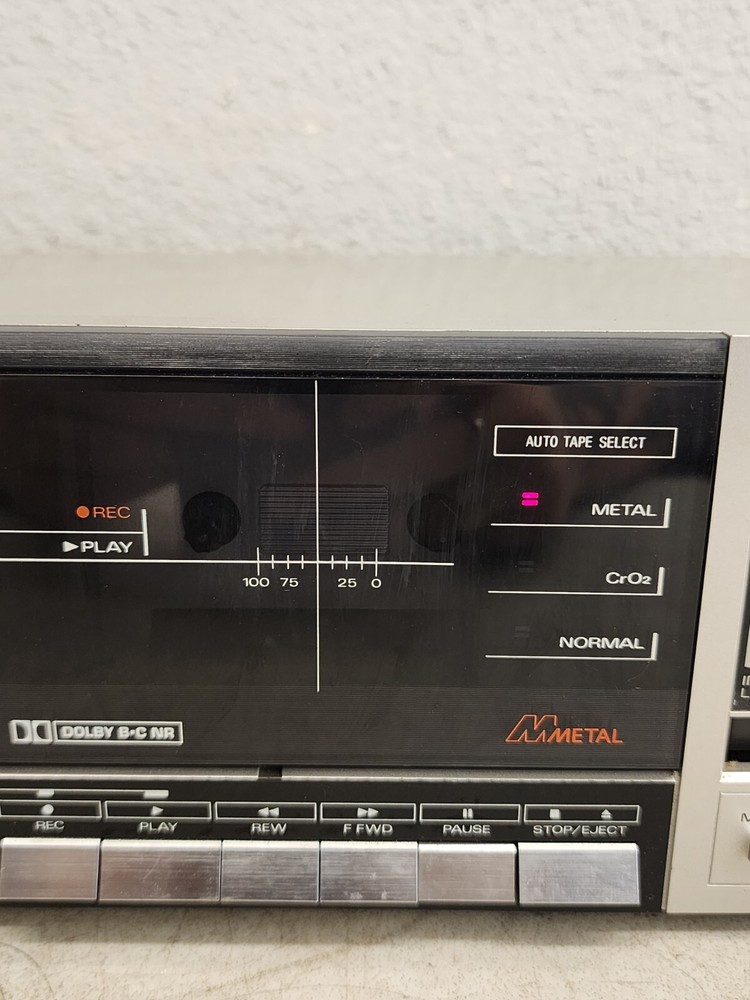 AUTO TAPE SELECT
●REC
METAL
▶PLAY
100 75 25 0
CrO₂
NORMAL
DOLBY B•C NR
METAL
REC PLAY REW F FWD PAUSE STOP/EJECT